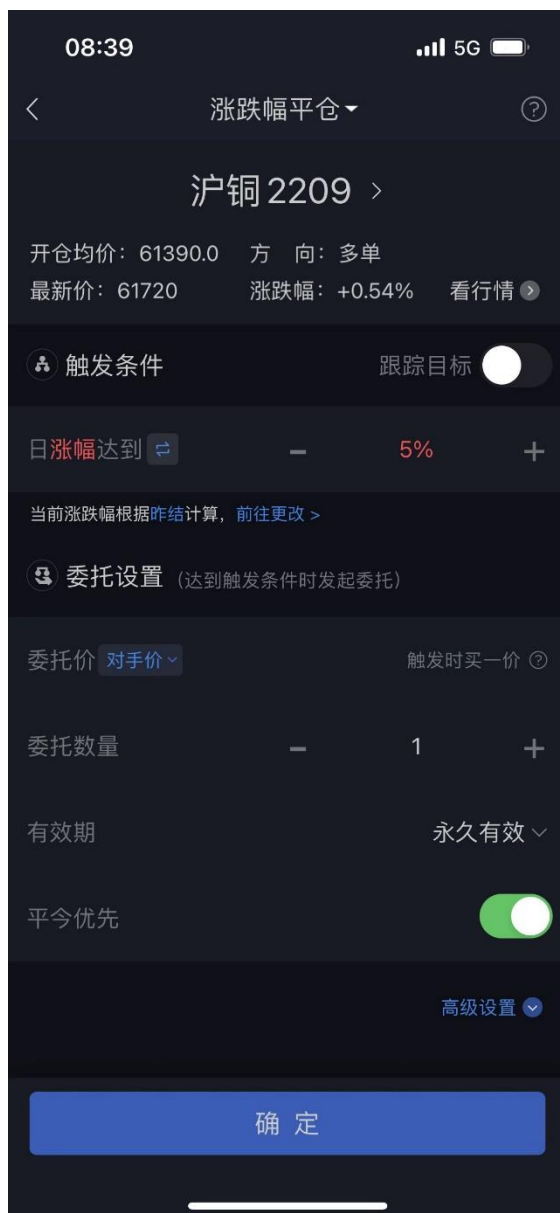 08:39 5G
涨跌幅平仓
沪铜2209 >
开仓均价：61390.0 方 向：多单
最新价：61720 涨跌幅：+0.54% 看行情
触发条件 跟踪目标
日涨幅达到 - 5% +
当前涨跌幅根据昨结计算，前往更改 >
委托设置（达到触发条件时发起委托）
委托价 对手价 触发时买一价 ?
委托数量 - 1 +
有效期 永久有效
平今优先
高级设置
确 定